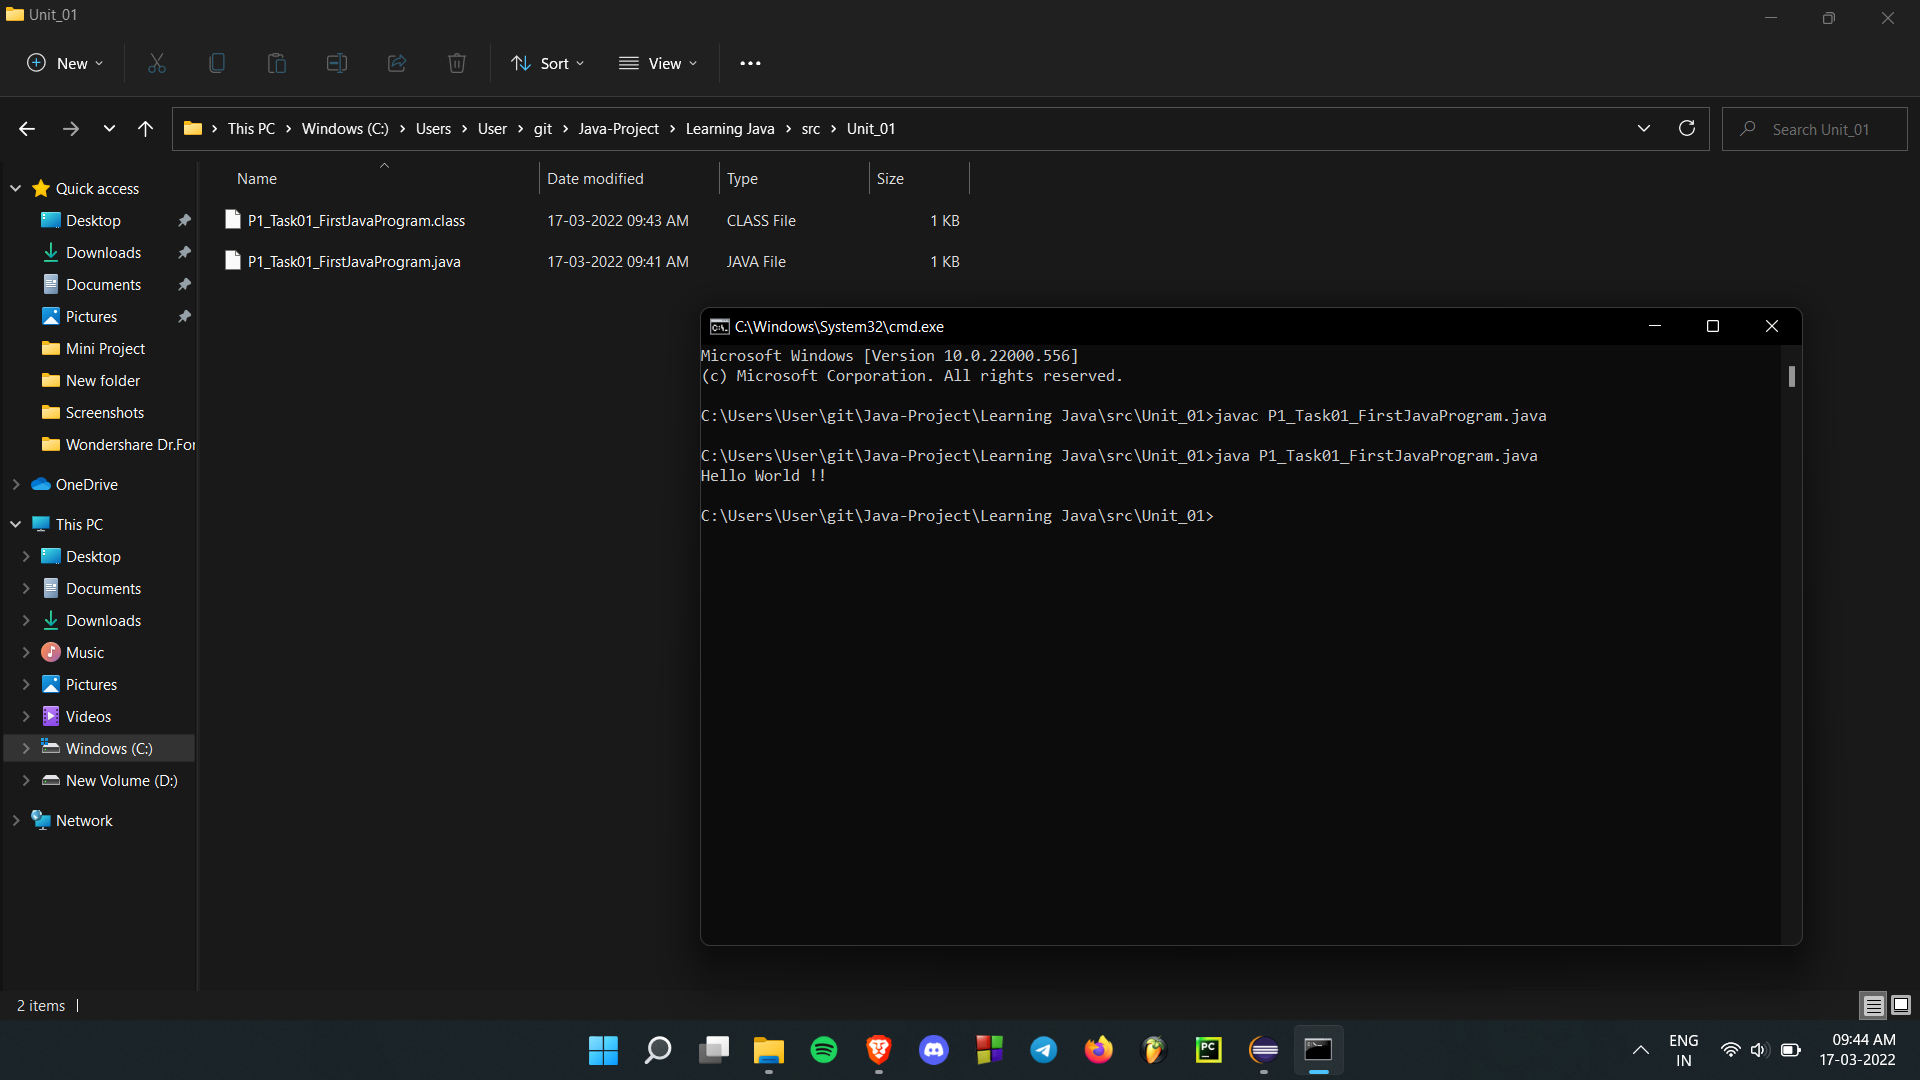 Unit_01
New
Sort
View
This PC > Windows (C:) > Users > User > git > Java-Project > Learning Java > src > Unit_01
Search Unit_01
Name Date modified Type Size
P1_Task01_FirstJavaProgram.class 17-03-2022 09:43 AM CLASS File 1 KB
P1_Task01_FirstJavaProgram.java 17-03-2022 09:41 AM JAVA File 1 KB
Quick access
Desktop
Downloads
Documents
Pictures
Mini Project
New folder
Screenshots
Wondershare Dr.For
OneDrive
This PC
Desktop
Documents
Downloads
Music
Pictures
Videos
Windows (C:)
New Volume (D:)
Network
C:\Windows\System32\cmd.exe
Microsoft Windows [Version 10.0.22000.556]
(c) Microsoft Corporation. All rights reserved.
C:\Users\User\git\Java-Project\Learning Java\src\Unit_01>javac P1_Task01_FirstJavaProgram.java
C:\Users\User\git\Java-Project\Learning Java\src\Unit_01>java P1_Task01_FirstJavaProgram.java
Hello World !!
C:\Users\User\git\Java-Project\Learning Java\src\Unit_01>
2 items
PC
ENG
IN
09:44 AM
17-03-2022